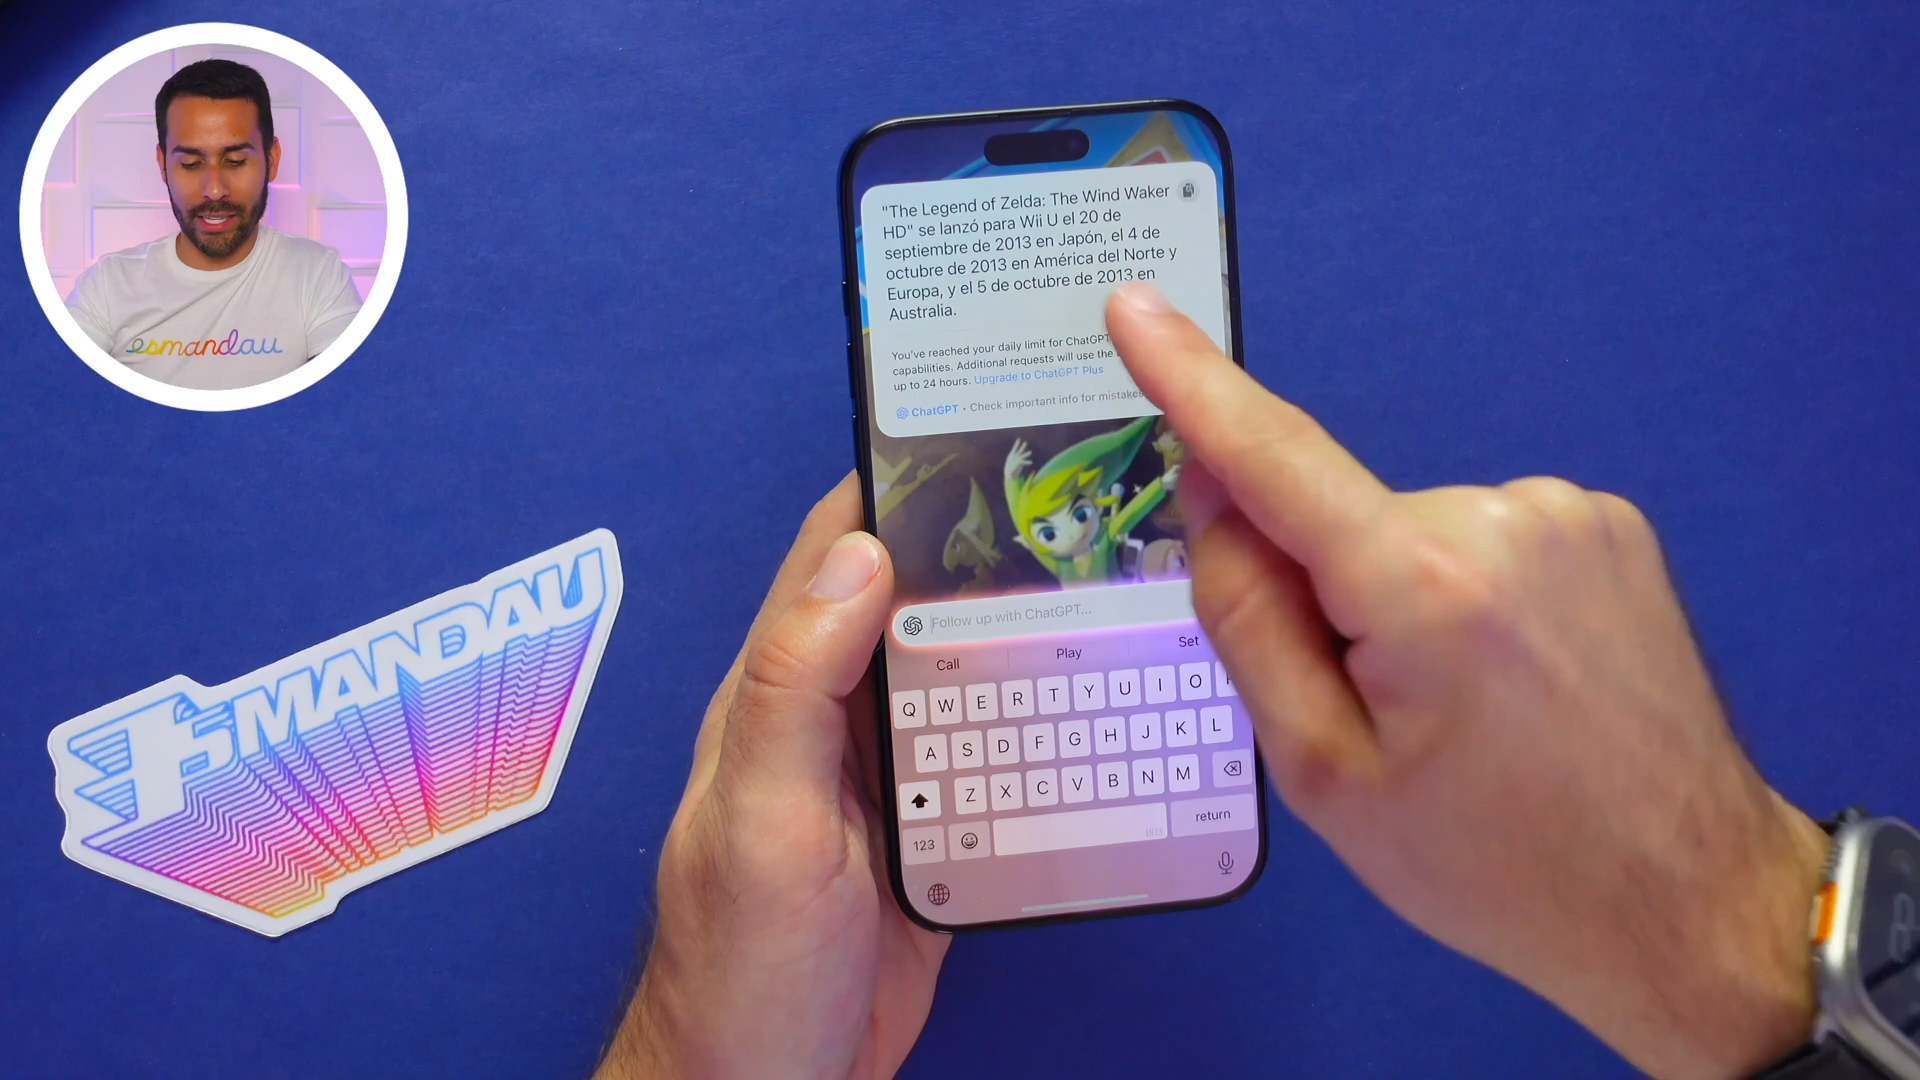 esmandau
"The Legend of Zelda: The Wind Waker
HD" se lanzó para Wii U el 20 de
septiembre de 2013 en Japón, el 4 de
octubre de 2013 en América del Norte y
Europa, y el 5 de octubre de 2013 en
Australia.
You've reached your daily limit for ChatGPT
capabilities. Additional requests will use the
up to 24 hours. Upgrade to ChatGPT Plus
ChatGPT • Check important info for mistakes
Follow up with ChatGPT...
Call Play Set
Q W E R T Y U I O
A S D F G H J K L
Z X C V B N M
123 return
ESMANDAU